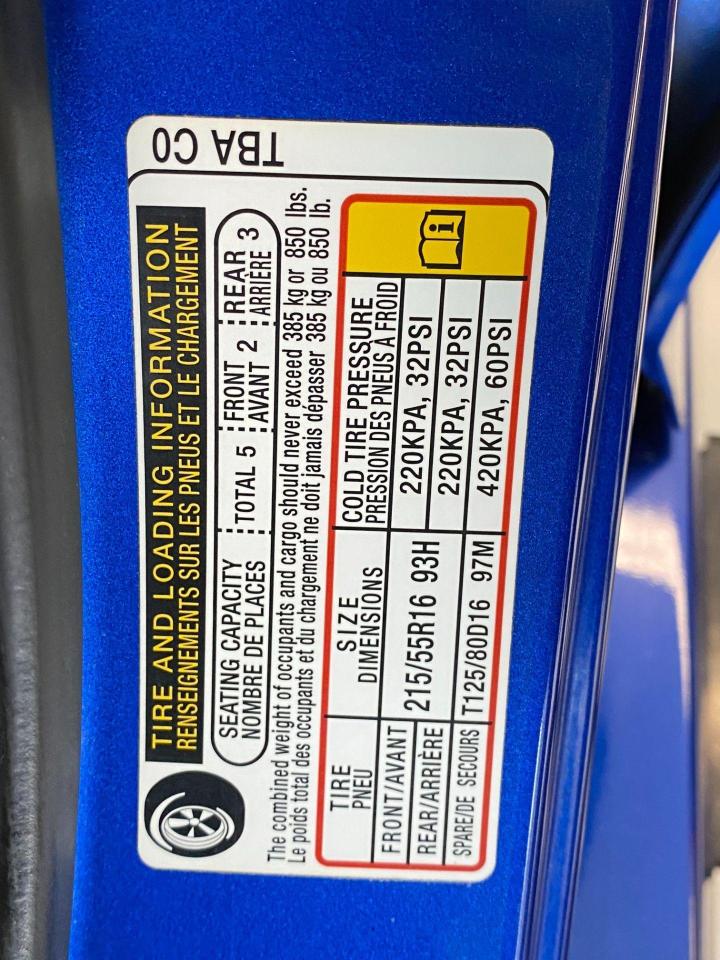 TIRE AND LOADING INFORMATION
RENSEIGNEMENTS SUR LES PNEUS ET LE CHARGEMENT
SEATING CAPACITY TOTAL 5 FRONT 2 REAR 3
NOMBRE DE PLACES AVANT ARRIÈRE
The combined weight of occupants and cargo should never exceed 385 kg or 850 lbs.
Le poids total des occupants et du chargement ne doit jamais dépasser 385 kg ou 850 lb.
TIRE SIZE COLD TIRE PRESSURE
PNEU DIMENSIONS PRESSION DES PNEUS À FROID
FRONT/AVANT 215/55R16 93H 220KPA, 32PSI
REAR/ARRIÈRE 220KPA, 32PSI
SPARE/DE SECOURS T125/80D16 97M 420KPA, 60PSI
TBA C0